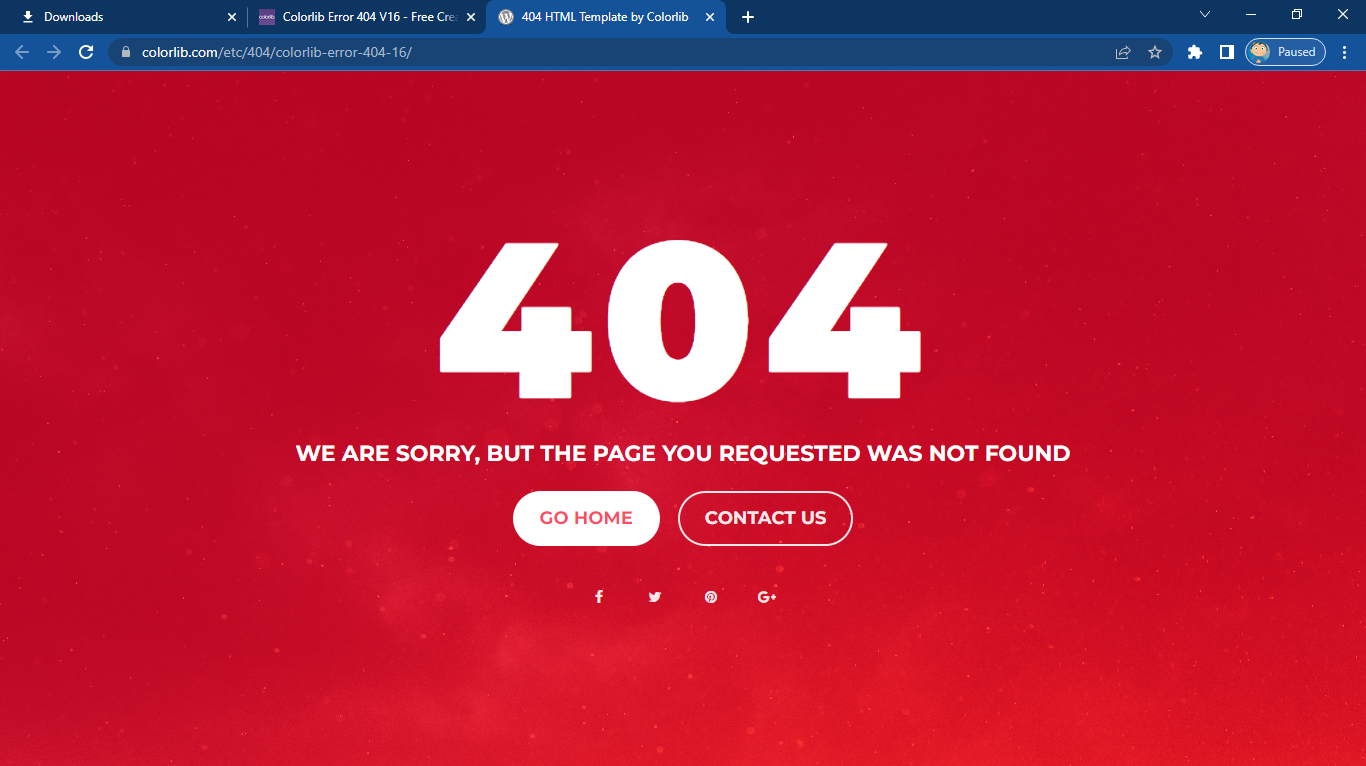 Downloads
Colorlib Error 404 V16 - Free Crea
404 HTML Template by Colorlib
colorlib.com/etc/404/colorlib-error-404-16/
Paused
404
WE ARE SORRY, BUT THE PAGE YOU REQUESTED WAS NOT FOUND
GO HOME
CONTACT US